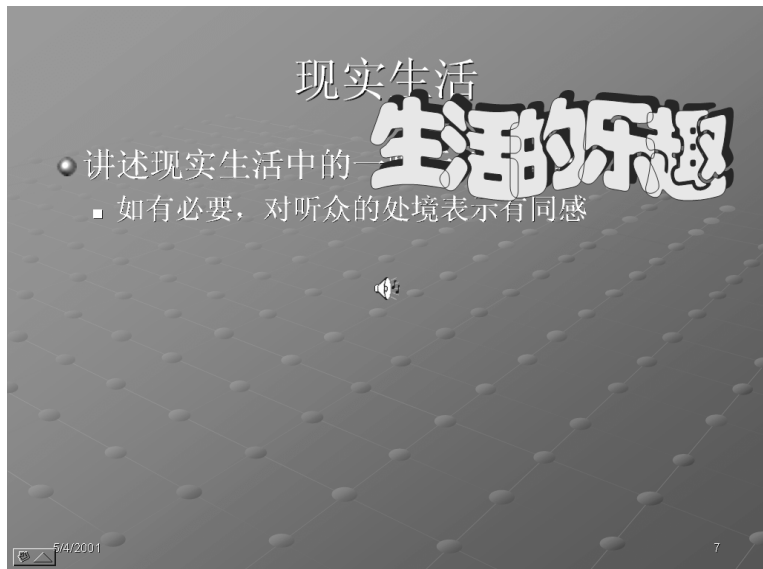 现实生活
生活的乐趣
讲述现实生活中的一
如有必要，对听众的处境表示有同感
5/4/2001
7